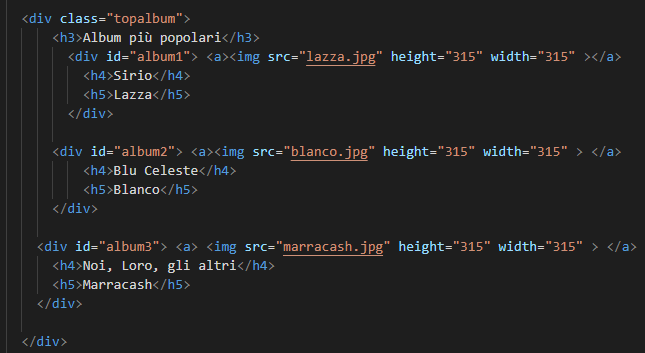 <div class="topalbum">
<h3>Album più popolari</h3>
<div id="album1"> <a><img src="lazza.jpg" height="315" width="315" ></a>
<h4>Sirio</h4>
<h5>Lazza</h5>
</div>
<div id="album2"> <a><img src="blanco.jpg" height="315" width="315" > </a>
<h4>Blu Celeste</h4>
<h5>Blanco</h5>
</div>
<div id="album3"> <a> <img src="marracash.jpg" height="315" width="315" > </a>
<h4>Noi, Loro, gli altri</h4>
<h5>Marracash</h5>
</div>
</div>